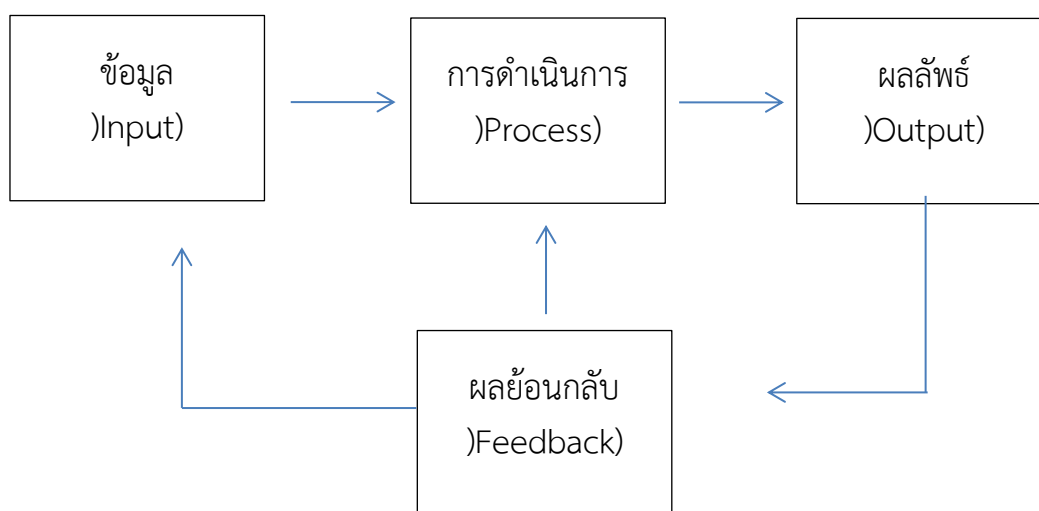 ข้อมูล
)Input)
การดำเนินการ
)Process)
ผลลัพธ์
)Output)
ผลย้อนกลับ
)Feedback)